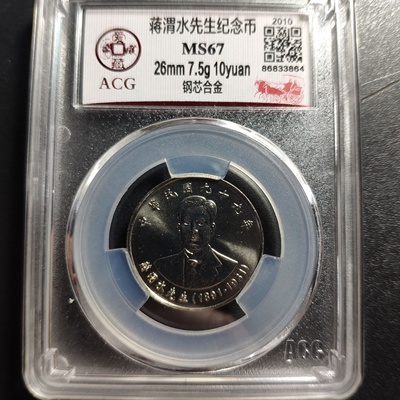 蒋渭水先生纪念币
2010
MS67
26mm 7.5g 10yuan
钢芯合金
ACG
86833864
中華民國九十九年
蔣渭水先生(1891-1931)
ACG